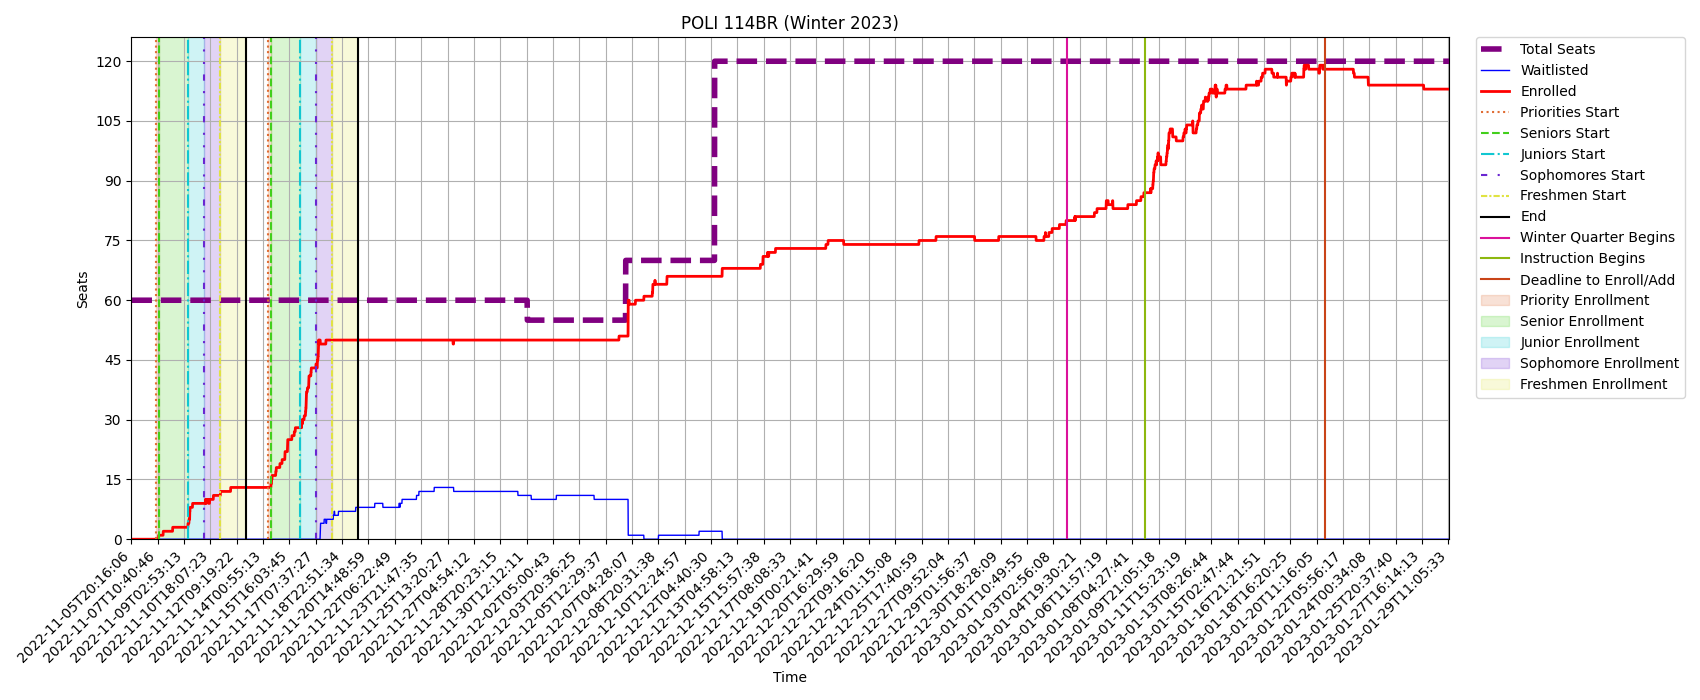 POLI 114BR (Winter 2023)
Seats
120
105
90
75
60
45
30
15
0
2022-11-05T20:16:06
2022-11-07T10:40:46
2022-11-09T02:53:13
2022-11-10T18:07:23
2022-11-12T09:19:22
2022-11-14T00:55:13
2022-11-15T16:03:45
2022-11-17T07:37:27
2022-11-18T22:51:34
2022-11-20T14:48:59
2022-11-22T06:22:49
2022-11-23T21:47:35
2022-11-25T13:20:27
2022-11-27T04:54:12
2022-11-28T20:23:15
2022-11-30T12:12:11
2022-12-02T05:00:43
2022-12-03T20:36:25
2022-12-05T12:29:37
2022-12-07T04:28:07
2022-12-08T20:31:38
2022-12-10T12:24:57
2022-12-12T04:40:30
2022-12-13T04:58:13
2022-12-15T15:57:38
2022-12-17T08:08:33
2022-12-19T00:21:41
2022-12-20T16:29:59
2022-12-22T09:16:20
2022-12-24T01:15:08
2022-12-25T17:40:59
2022-12-27T09:52:04
2022-12-29T01:56:37
2022-12-30T18:28:09
2023-01-01T10:49:55
2023-01-03T02:56:08
2023-01-04T19:30:21
2023-01-06T11:57:19
2023-01-08T04:27:41
2023-01-09T21:05:18
2023-01-11T15:23:19
2023-01-13T08:26:44
2023-01-15T02:47:44
2023-01-16T21:21:51
2023-01-18T16:20:25
2023-01-20T11:16:05
2023-01-22T05:56:17
2023-01-24T00:34:08
2023-01-25T20:37:40
2023-01-27T16:14:13
2023-01-29T11:05:33
Time
Total Seats
Waitlisted
Enrolled
Priorities Start
Seniors Start
Juniors Start
Sophomores Start
Freshmen Start
End
Winter Quarter Begins
Instruction Begins
Deadline to Enroll/Add
Priority Enrollment
Senior Enrollment
Junior Enrollment
Sophomore Enrollment
Freshmen Enrollment